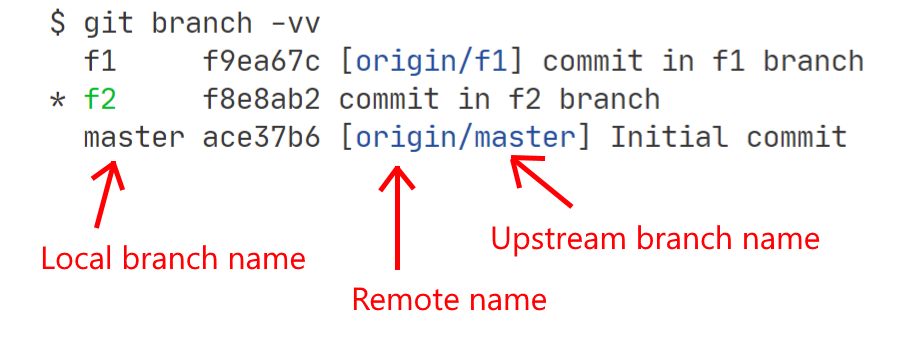 $ git branch -vv
f1 f9ea67c [origin/f1] commit in f1 branch
* f2 f8e8ab2 commit in f2 branch
master ace37b6 [origin/master] Initial commit
Local branch name
Upstream branch name
Remote name